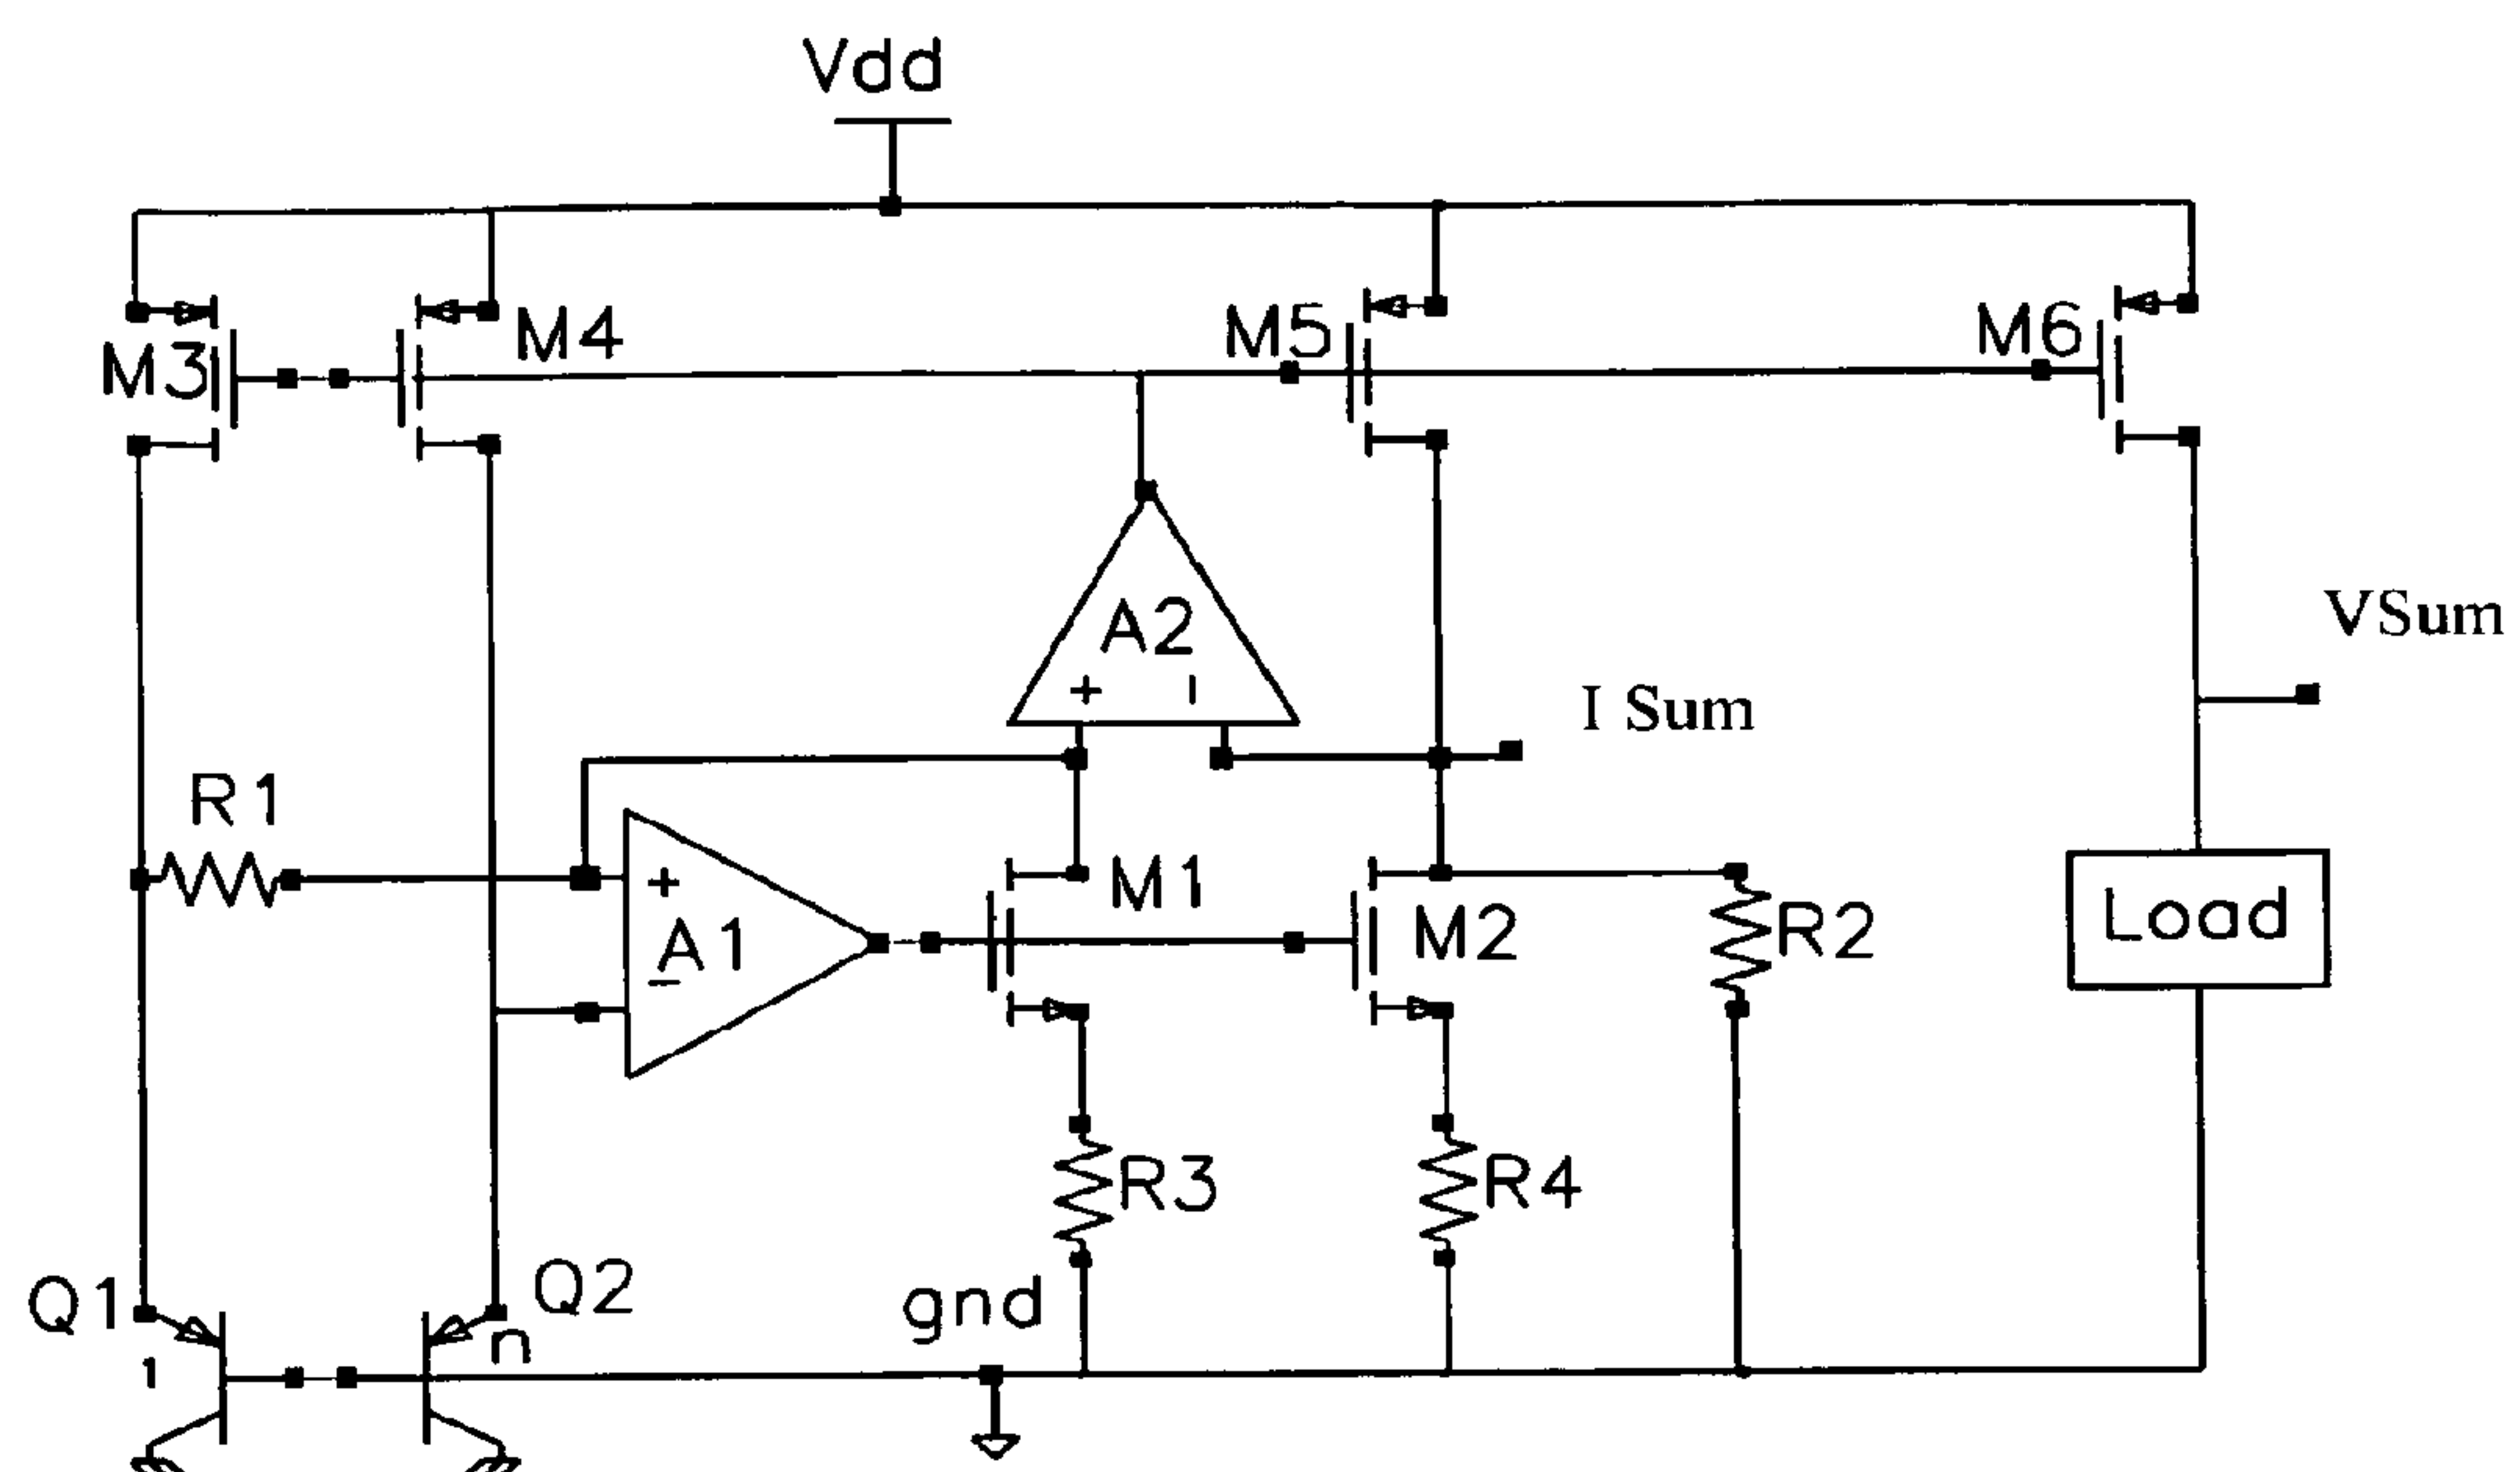 Vdd
M3
M4
M5
M6
A2
+ -
I Sum
VSum
R1
+
A1
-
M1
M2
R2
Load
R3
R4
Q1
1
Q2
n
gnd